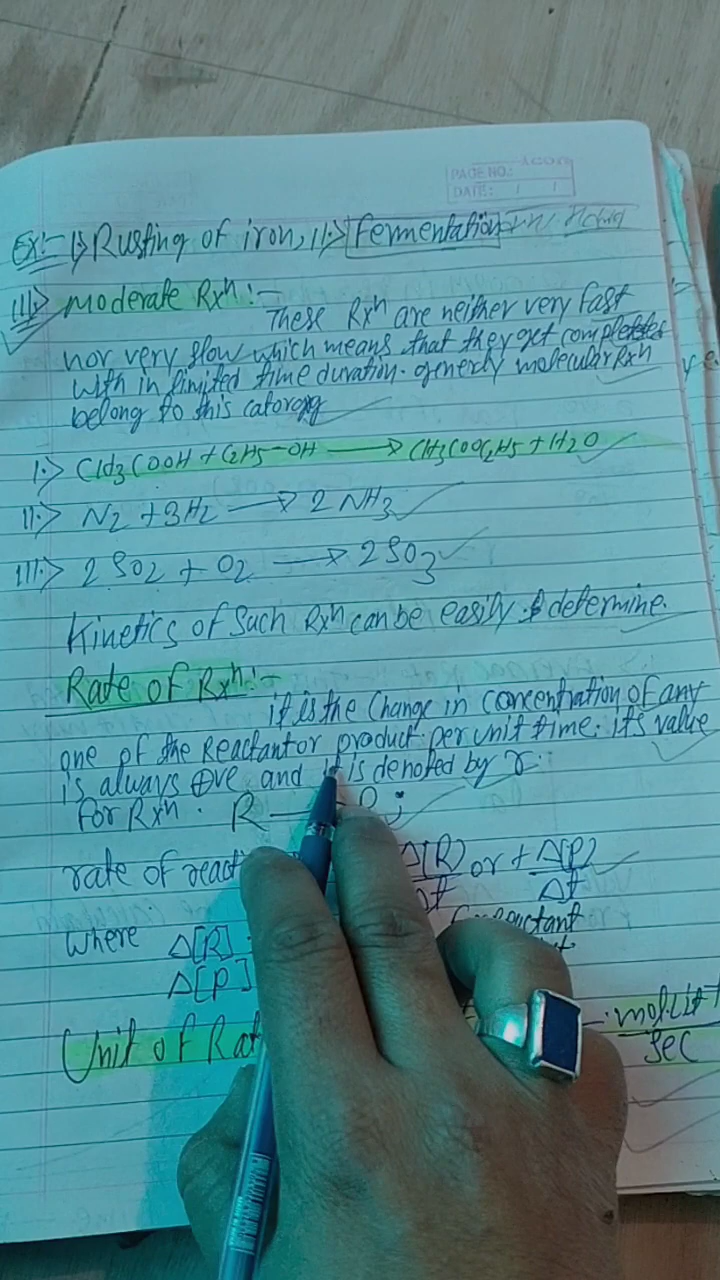 PAGE NO.:
DATE: / /
Ex:- i> Rusting of iron, ii> Fermentation
III> Moderate Rxⁿ :-
These Rxⁿ are neither very fast
nor very slow which means that they get completes
with in limited time duration. generly molecular Rxⁿ
belong to this catorogy
I.> CH3COOH + C2H5-OH → CH3COOC2H5 + H2O
II.> N2 + 3H2 → 2NH3
III.> 2SO2 + O2 → 2SO3
Kinetics of Such Rxⁿ can be easily determine.
Rate of Rxⁿ :-
it is the change in concentration of any
one of the Reactant or product per unit time. its value
is always +ve and it is denoted by r.
For Rxⁿ. R P;
rate of react Δ[R] or + Δ[P]
Δt Δt
where Δ[R]
Δ[P]
Unit of Rat mol.lit
sec